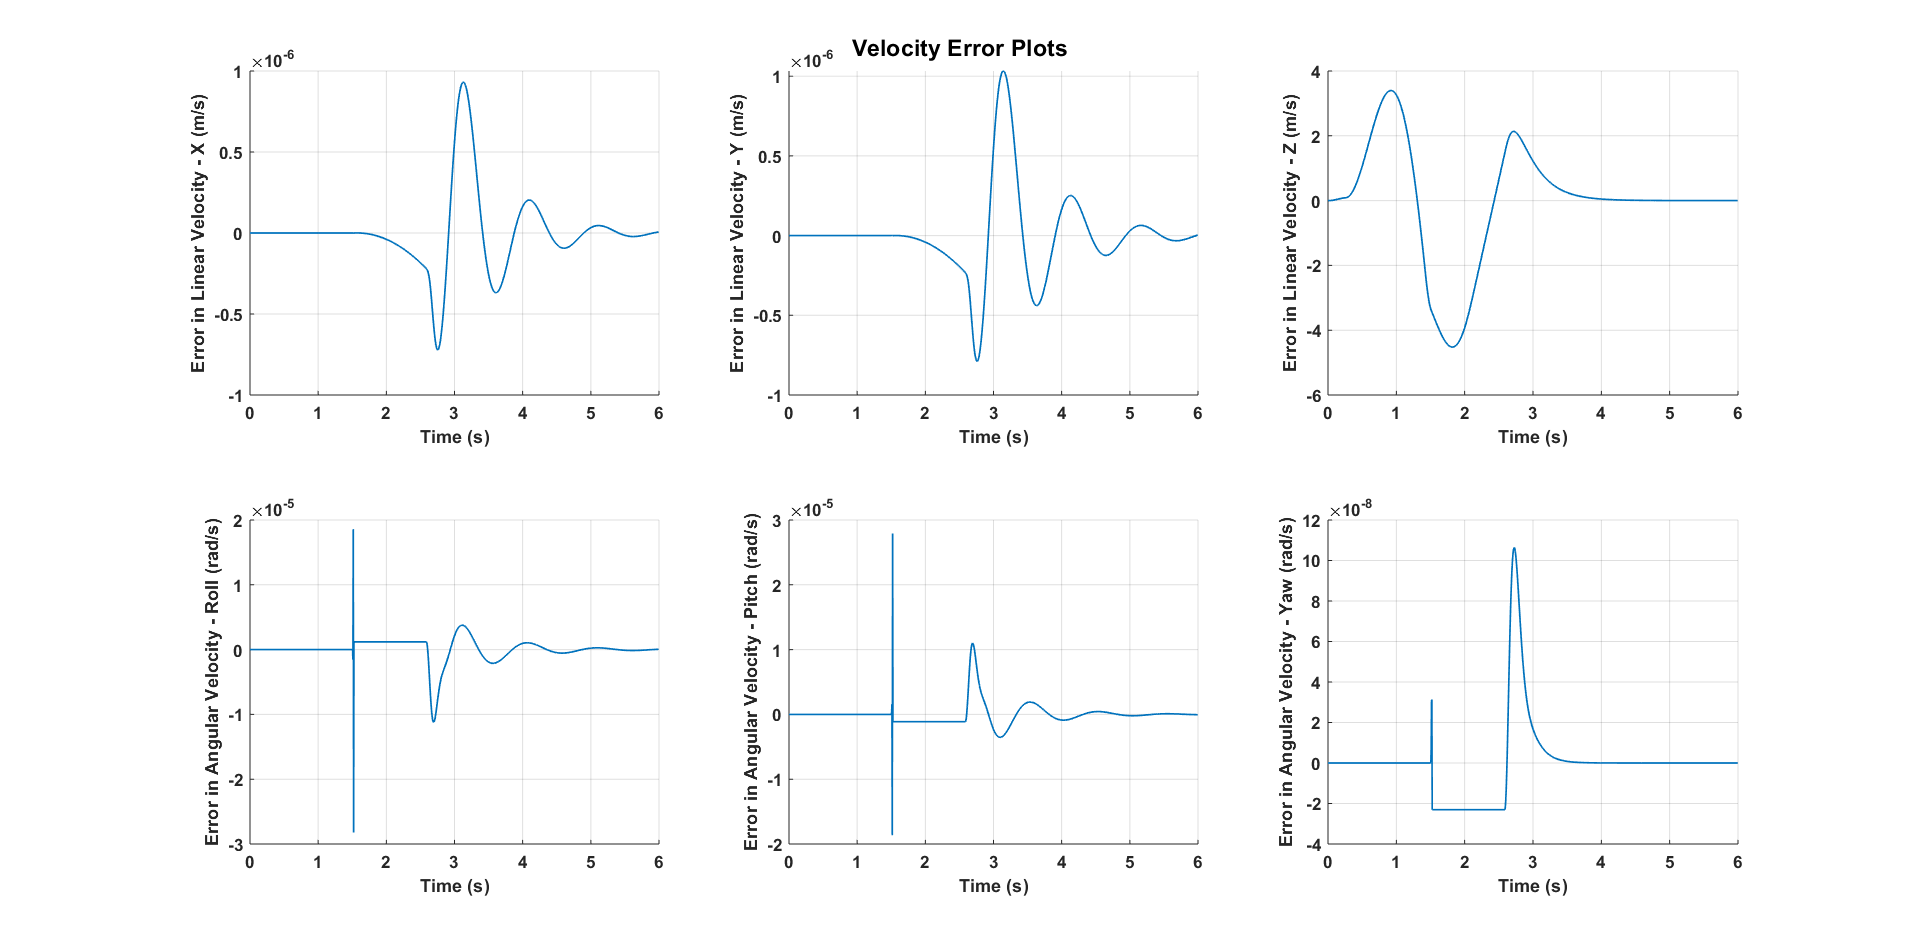 Velocity Error Plots
×10^-6
Error in Linear Velocity - X (m/s)
1
0.5
0
-0.5
-1
0 1 2 3 4 5 6
Time (s)
×10^-6
Error in Linear Velocity - Y (m/s)
1
0.5
0
-0.5
-1
0 1 2 3 4 5 6
Time (s)
Error in Linear Velocity - Z (m/s)
4
2
0
-2
-4
-6
0 1 2 3 4 5 6
Time (s)
×10^-5
Error in Angular Velocity - Roll (rad/s)
2
1
0
-1
-2
-3
0 1 2 3 4 5 6
Time (s)
×10^-5
Error in Angular Velocity - Pitch (rad/s)
3
2
1
0
-1
-2
0 1 2 3 4 5 6
Time (s)
×10^-8
Error in Angular Velocity - Yaw (rad/s)
12
10
8
6
4
2
0
-2
-4
0 1 2 3 4 5 6
Time (s)